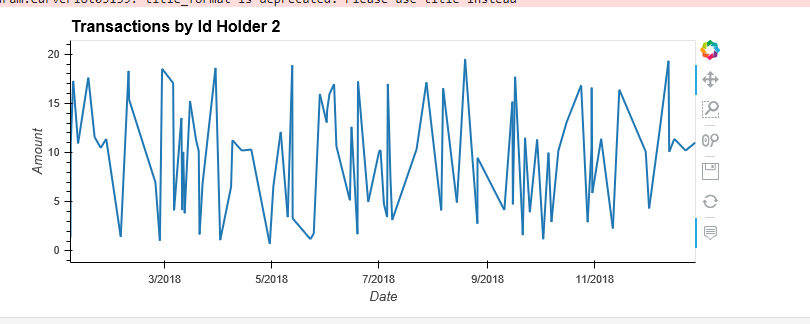 title_format is deprecated. Please use title instead
Transactions by Id Holder 2
Amount
20
15
10
5
0
3/2018
5/2018
7/2018
9/2018
11/2018
Date